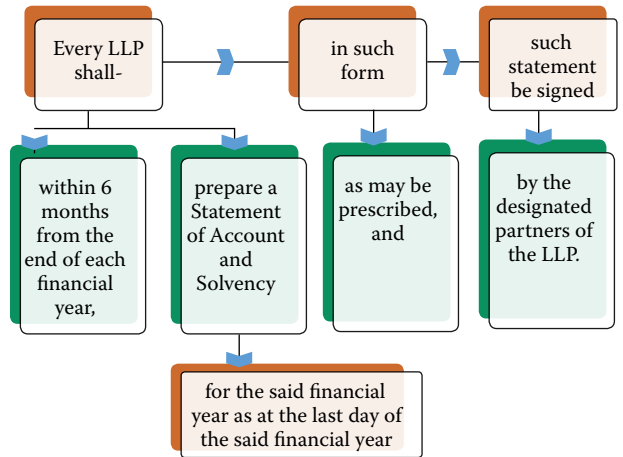 Every LLP
shall-
within 6
months
from the
end of each
financial
year,
prepare a
Statement
of Account
and
Solvency
for the said financial
year as at the last day of
the said financial year
in such
form
as may be
prescribed,
and
such
statement
be signed
by the
designated
partners of
the LLP.